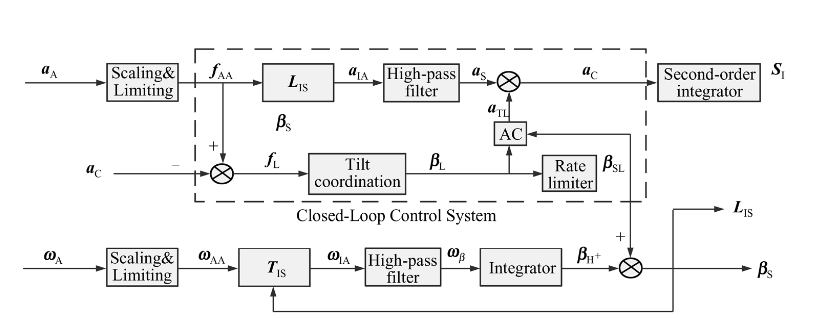 a_A
Scaling&
Limiting
f_AA
L_IS
a_IA
High-pass
filter
a_S
a_C
Second-order
integrator
S_I
β_S
a_TL
AC
+
a_C
−
f_L
Tilt
coordination
β_L
Rate
limiter
β_SL
Closed-Loop Control System
L_IS
ω_A
Scaling&
Limiting
ω_AA
T_IS
ω_IA
High-pass
filter
ω_β
Integrator
β_H+
+
β_S